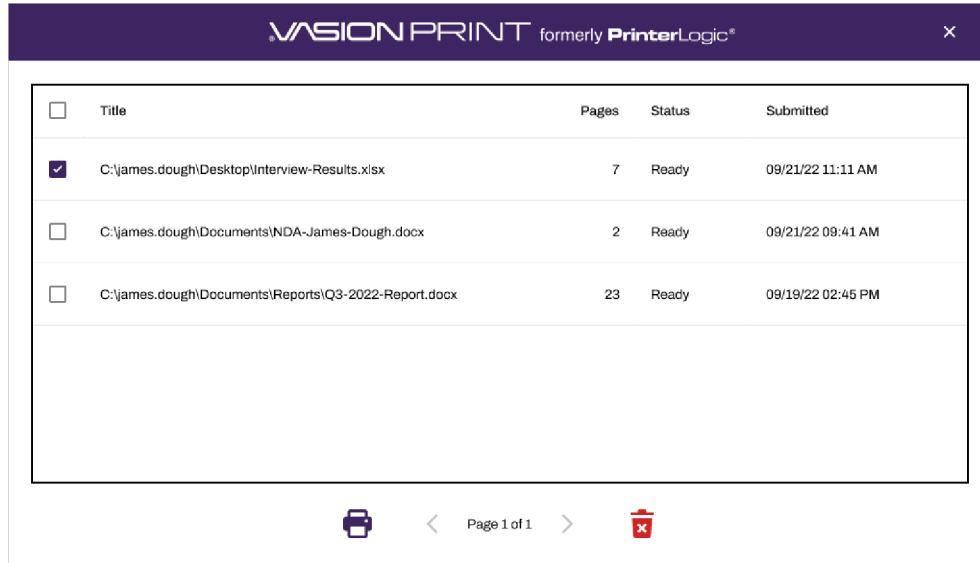 VASION PRINT formerly PrinterLogic®
Title Pages Status Submitted
C:\james.dough\Desktop\Interview-Results.xlsx 7 Ready 09/21/22 11:11 AM
C:\james.dough\Documents\NDA-James-Dough.docx 2 Ready 09/21/22 09:41 AM
C:\james.dough\Documents\Reports\Q3-2022-Report.docx 23 Ready 09/19/22 02:45 PM
Page 1 of 1